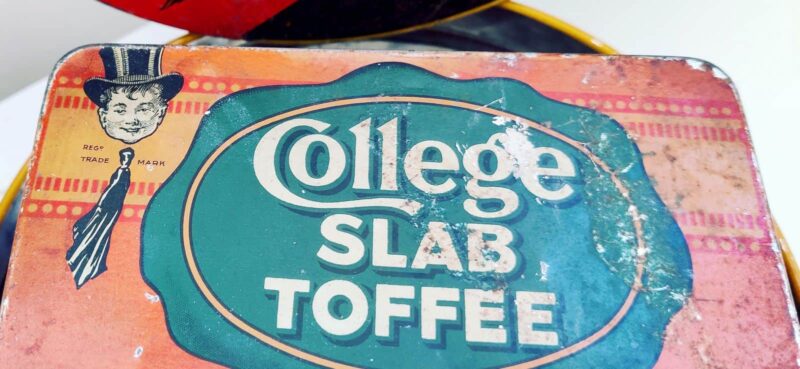 REGD
TRADE MARK
College
SLAB
TOFFEE